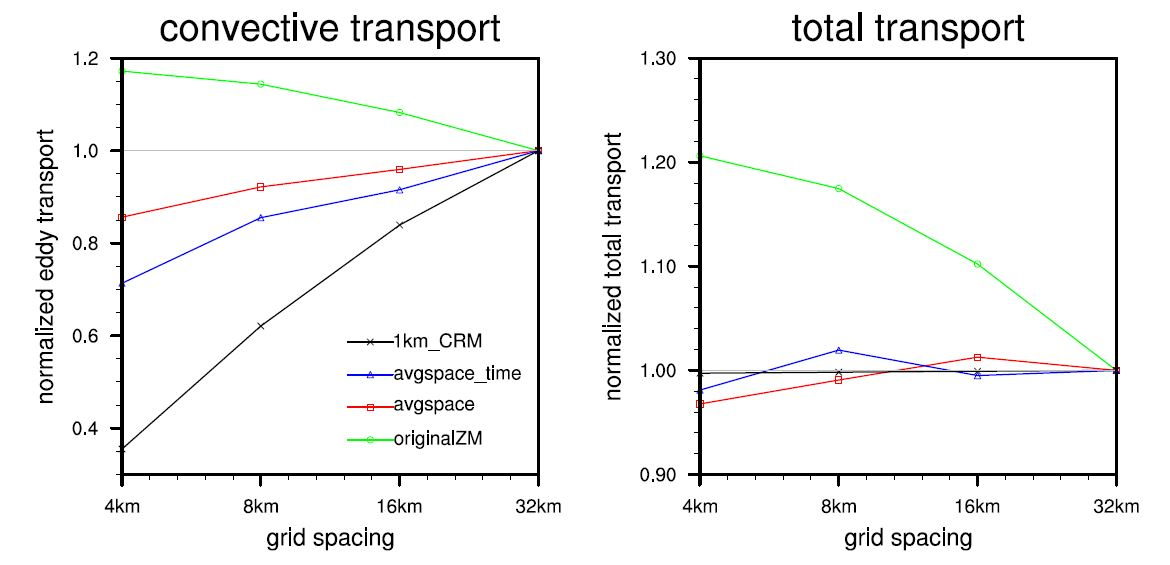 convective transport
normalized eddy transport
1.2
1.0
0.8
0.6
0.4
1km_CRM
avgspace_time
avgspace
originalZM
4km
8km
16km
32km
grid spacing
total transport
normalized total transport
1.30
1.20
1.10
1.00
0.90
4km
8km
16km
32km
grid spacing